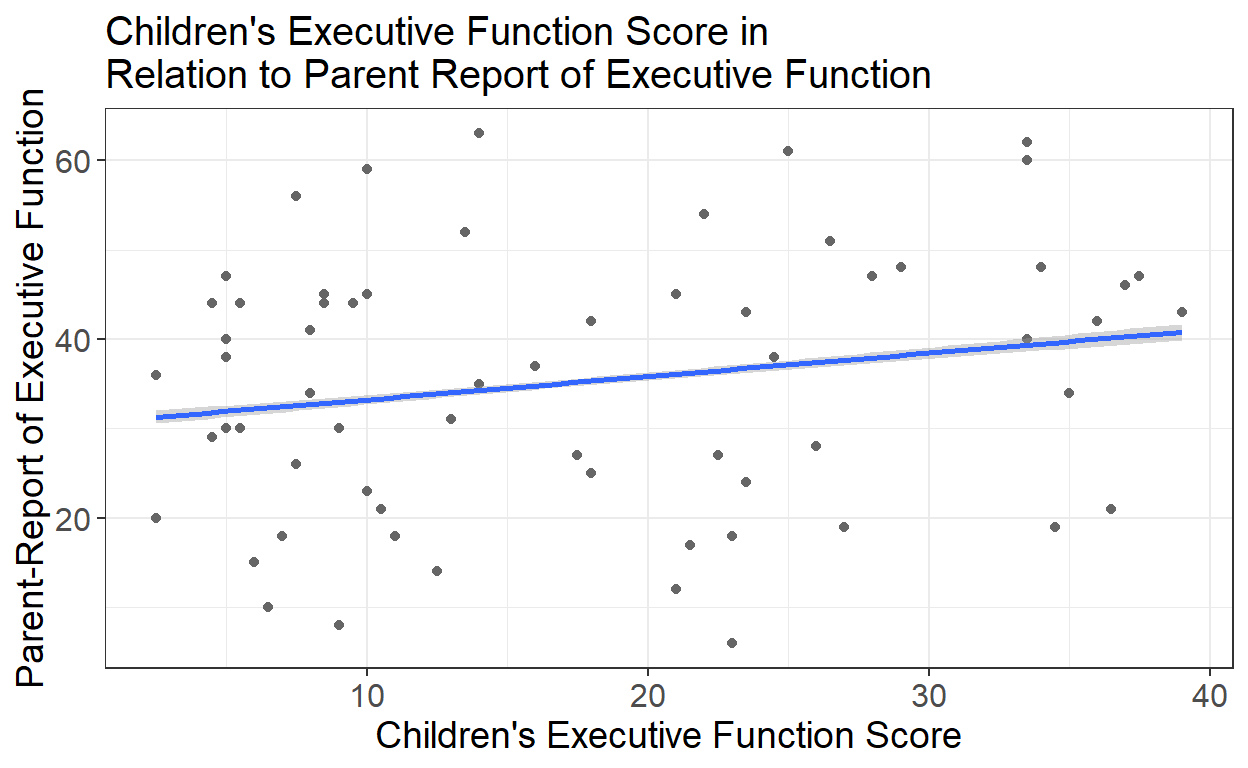 Children's Executive Function Score in
Relation to Parent Report of Executive Function
Parent-Report of Executive Function
60
40
20
10
20
30
40
Children's Executive Function Score